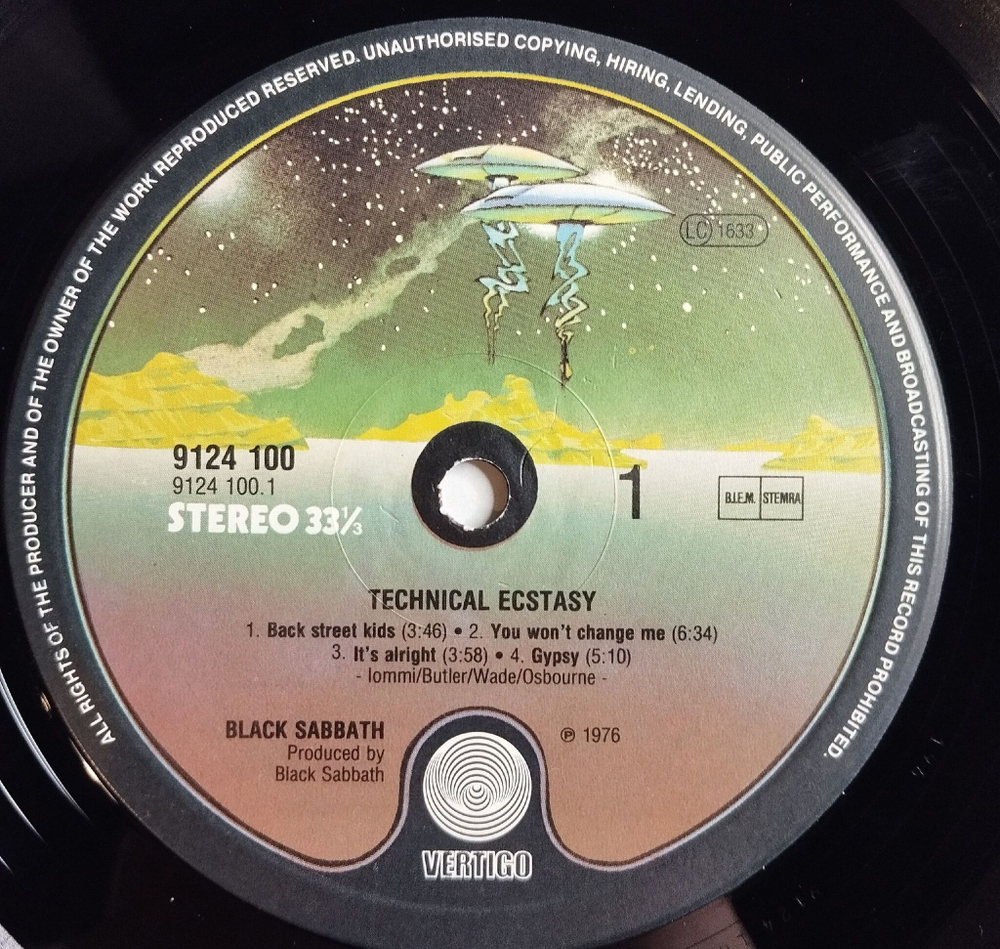 ALL RIGHTS OF THE PRODUCER AND OF THE OWNER OF THE WORK REPRODUCED RESERVED. UNAUTHORISED COPYING, HIRING, LENDING, PUBLIC PERFORMANCE AND BROADCASTING OF THIS RECORD PROHIBITED.
LC 1633
9124 100
9124 100.1
STEREO 33⅓
1
B.I.E.M. STEMRA
TECHNICAL ECSTASY
1. Back street kids (3:46) • 2. You won't change me (6:34)
3. It's alright (3:58) • 4. Gypsy (5:10)
- Iommi/Butler/Wade/Osbourne -
BLACK SABBATH
Produced by
Black Sabbath
℗ 1976
VERTIGO